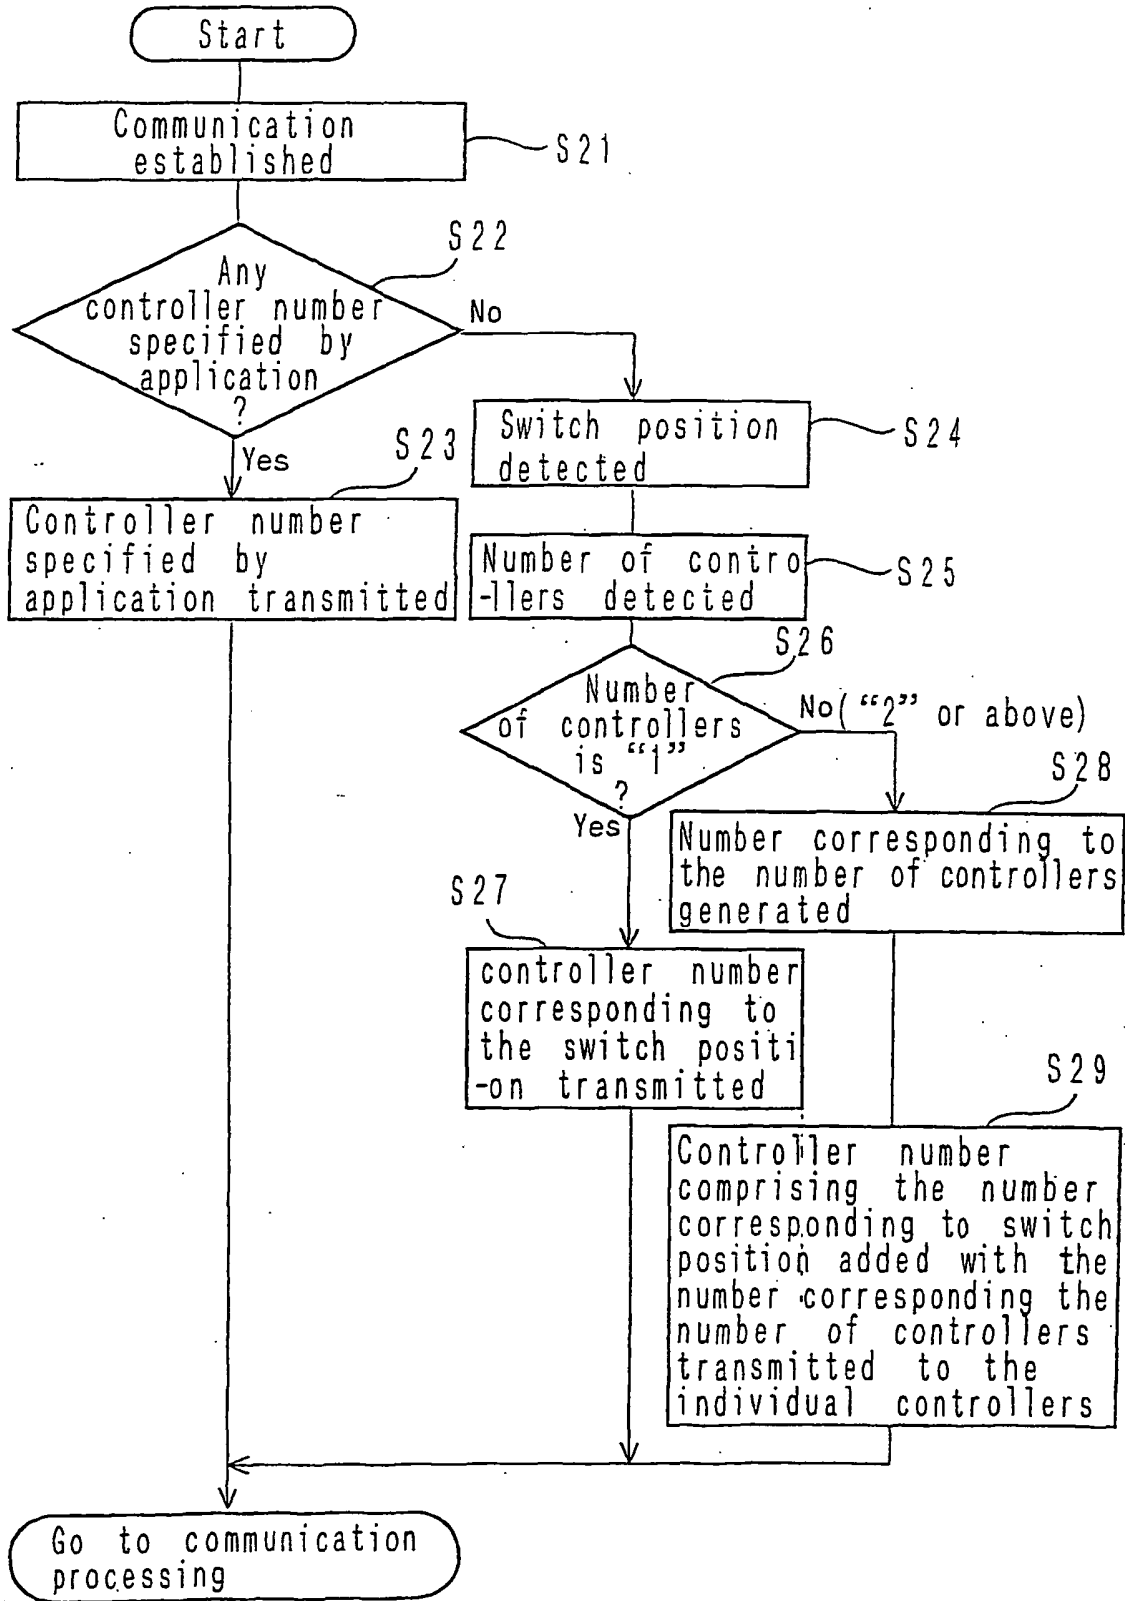 Start
Communication
established
S21
S22
Any
controller number
specified by
application
?
No
Yes
S23
Controller number
specified by
application transmitted
Switch position
detected
S24
Number of contro
-llers detected
S25
S26
Number
of controllers
is “1”
?
No(“2” or above)
Yes
S27
controller number
corresponding to
the switch positi
-on transmitted
S28
Number corresponding to
the number of controllers
generated
S29
Controller number
comprising the number
corresponding to switch
position added with the
number corresponding the
number of controllers
transmitted to the
individual controllers
Go to communication
processing